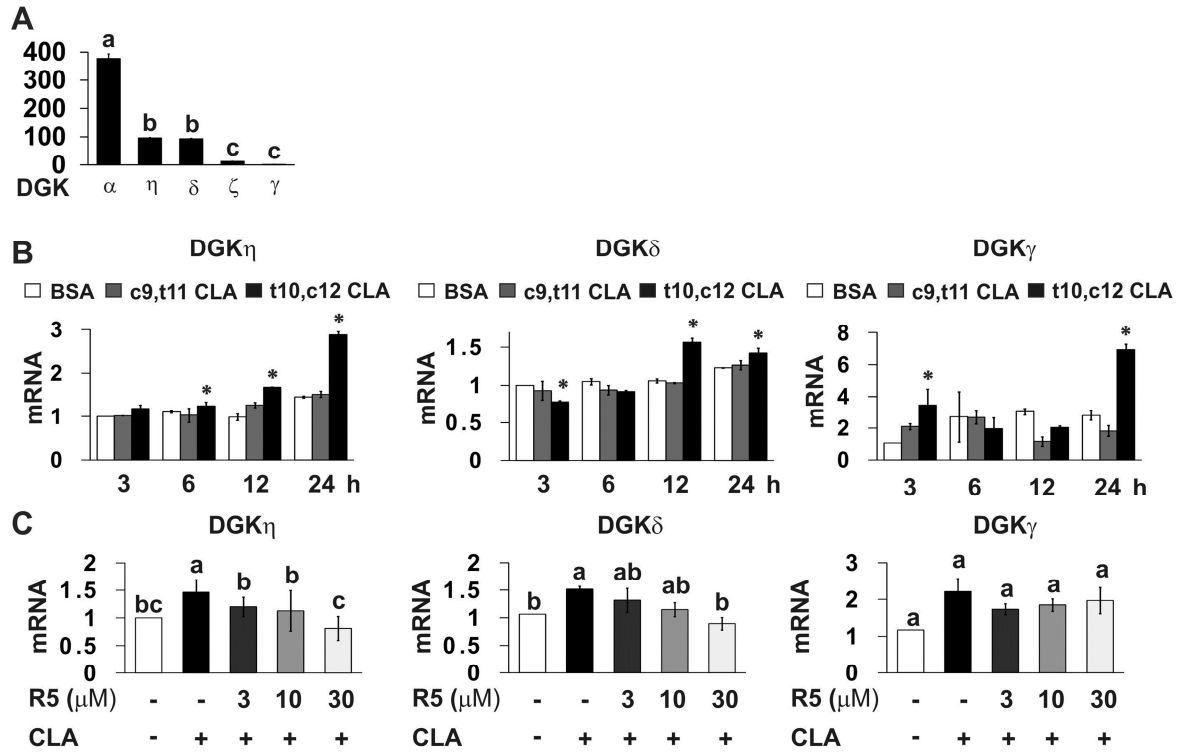 A
a
400
300
200
100
0
b b
c c
DGK α η δ ζ γ
B
DGKη DGKδ DGKγ
BSA c9,t11 CLA t10,c12 CLA BSA c9,t11 CLA t10,c12 CLA BSA c9,t11 CLA t10,c12 CLA
mRNA
3
2
1
0
* * *
3 6 12 24 h
mRNA
1.5
1
0.5
0
* * *
3 6 12 24 h
mRNA
8
6
4
2
0
* *
3 6 12 24 h
C
DGKη DGKδ DGKγ
mRNA
2
1.5
1
0.5
0
bc a b b c
mRNA
2
1.5
1
0.5
0
b a ab ab b
mRNA
3
2
1
0
a a a a a
R5 (μM) - - 3 10 30 R5 (μM) - - 3 10 30 R5 (μM) - - 3 10 30
CLA - + + + + CLA - + + + + CLA - + + + +